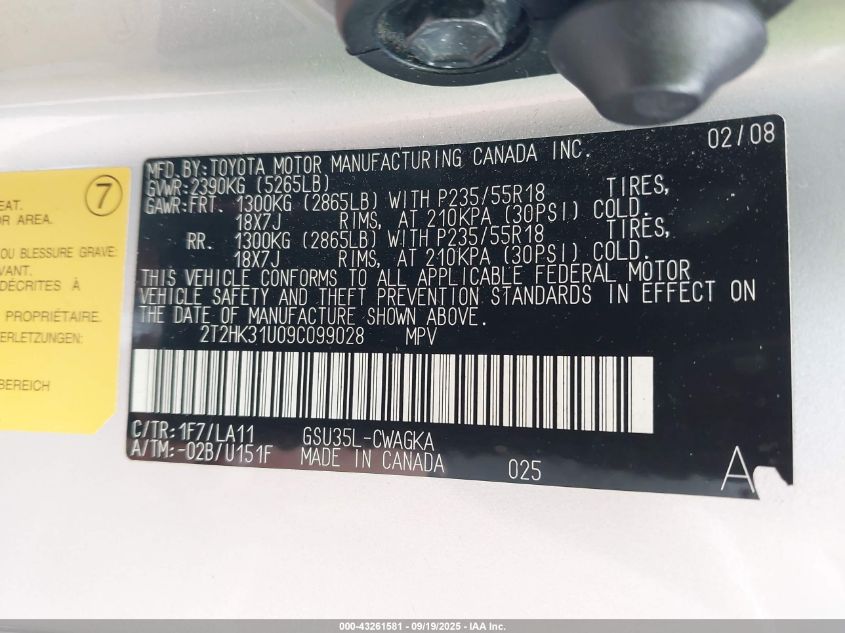 7
EAT.
OR AREA.
OU BLESSURE GRAVE:
VANT.
DÉCRITES À
PROPRIÉTAIRE.
ERLETZUNGEN
BEREICH
MFD.BY:TOYOTA MOTOR MANUFACTURING CANADA INC. 02/08
GVWR:2390KG (5265LB)
GAWR:FRT. 1300KG (2865LB) WITH P235/55R18 TIRES,
18X7J RIMS, AT 210KPA (30PSI) COLD.
RR. 1300KG (2865LB) WITH P235/55R18 TIRES,
18X7J RIMS, AT 210KPA (30PSI) COLD.
THIS VEHICLE CONFORMS TO ALL APPLICABLE FEDERAL MOTOR
VEHICLE SAFETY AND THEFT PREVENTION STANDARDS IN EFFECT ON
THE DATE OF MANUFACTURE SHOWN ABOVE.
2T2HK31U09C099028 MPV
C/TR:1F7/LA11 GSU35L-CWAGKA
A/TM:-02B/U151F MADE IN CANADA 025 A
000-43261581 - 09/19/2025 - IAA Inc.